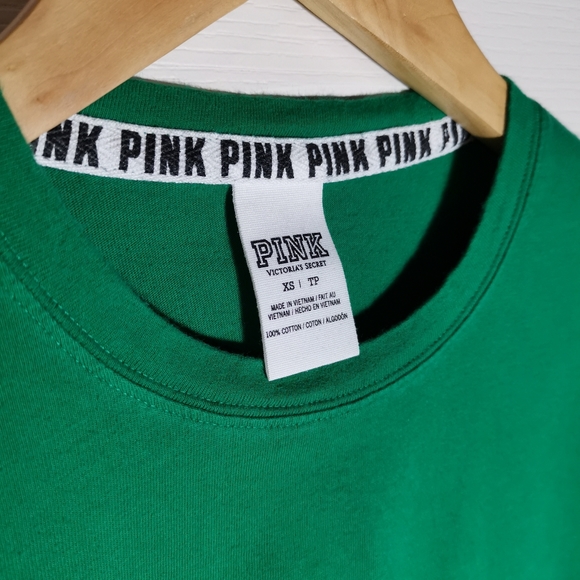 INK PINK PINK PINK PINK PINK
PINK
VICTORIA'S SECRET
XS | TP
MADE IN VIETNAM / FAIT AU
VIETNAM / HECHO EN VIETNAM
100% COTTON / COTON / ALGODÓN